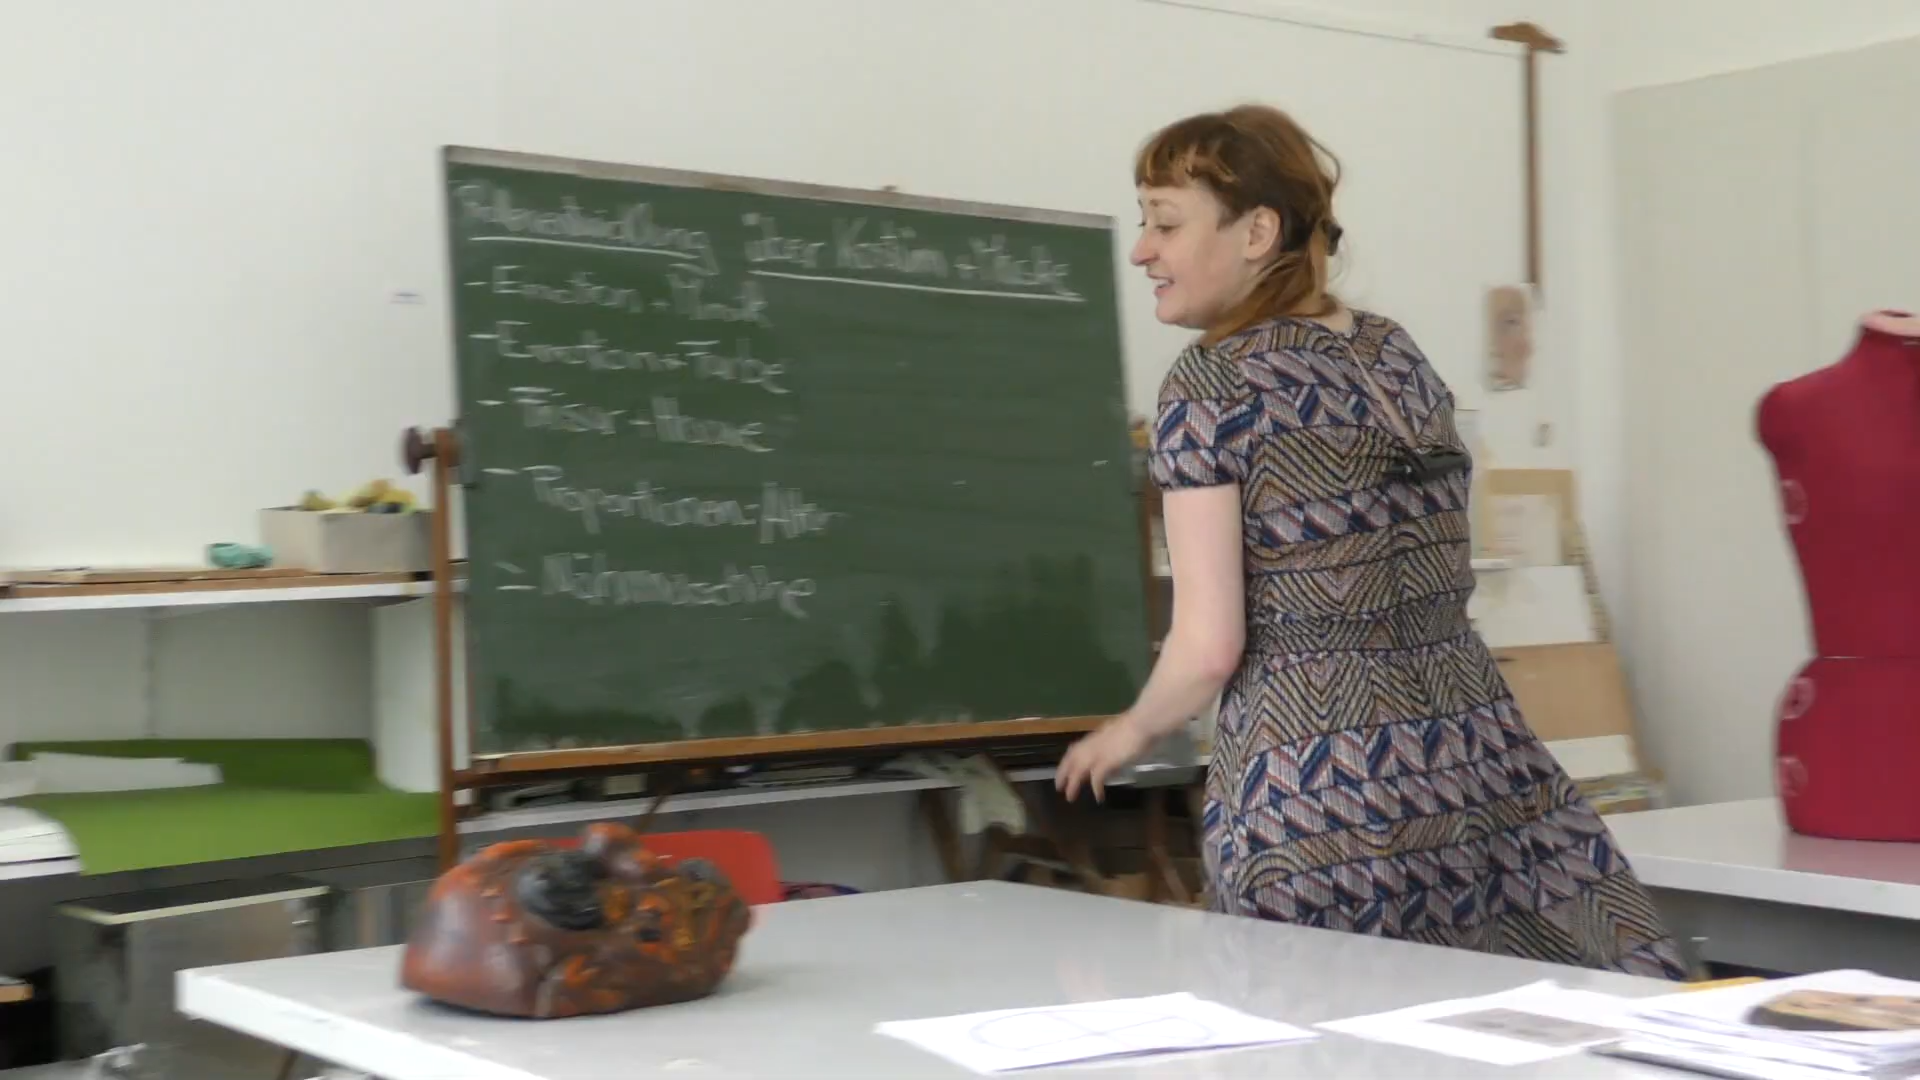 Rollenentwicklung über Kostüm + Maske
- Emotion + Mimik
- Emotion + Farbe
- Frisur + Haare
- Proportionen = Alter
- Nähmaschine